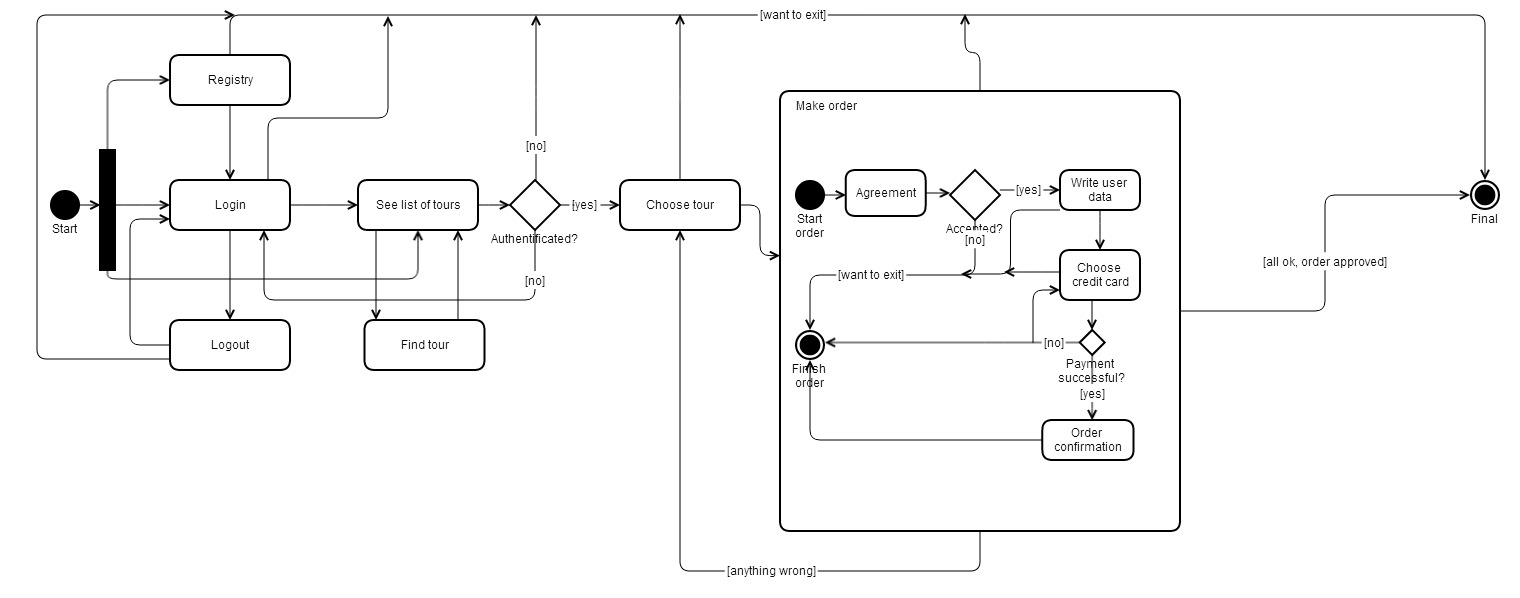 [want to exit]
Registry
Make order
[no]
Start
Login
See list of tours
Authentificated?
[yes]
Choose tour
[no]
Logout
Find tour
Start
order
Agreement
Accepted?
[no]
[yes]
Write user
data
[want to exit]
Choose
credit card
Finish
order
[no]
Payment
successful?
[yes]
Order
confirmation
[all ok, order approved]
Final
[anything wrong]